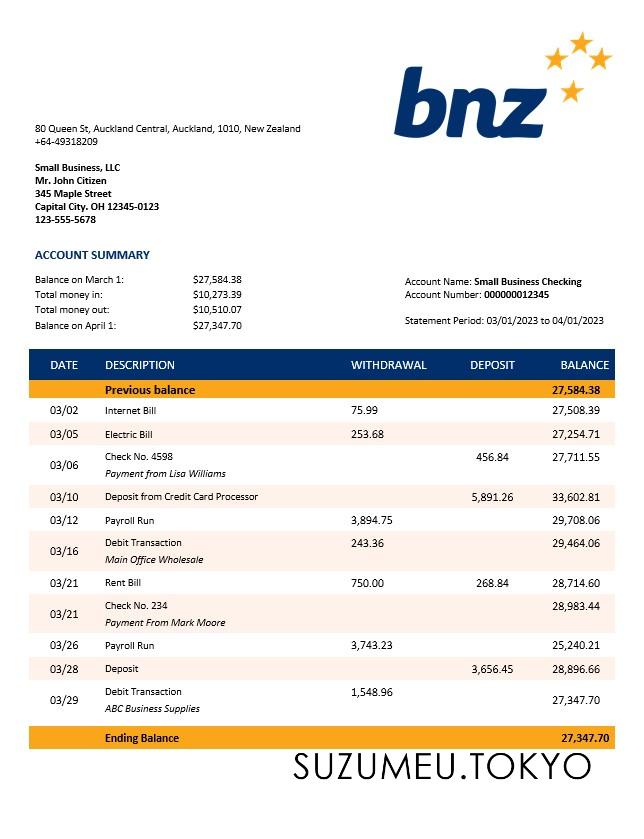 bnz
80 Queen St, Auckland Central, Auckland, 1010, New Zealand
+64-49318209
Small Business, LLC
Mr. John Citizen
345 Maple Street
Capital City. OH 12345-0123
123-555-5678
ACCOUNT SUMMARY
Balance on March 1: $27,584.38
Total money in: $10,273.39
Total money out: $10,510.07
Balance on April 1: $27,347.70
Account Name: Small Business Checking
Account Number: 000000012345
Statement Period: 03/01/2023 to 04/01/2023
DATE DESCRIPTION WITHDRAWAL DEPOSIT BALANCE
Previous balance 27,584.38
03/02 Internet Bill 75.99 27,508.39
03/05 Electric Bill 253.68 27,254.71
03/06 Check No. 4598 456.84 27,711.55
Payment from Lisa Williams
03/10 Deposit from Credit Card Processor 5,891.26 33,602.81
03/12 Payroll Run 3,894.75 29,708.06
03/16 Debit Transaction 243.36 29,464.06
Main Office Wholesale
03/21 Rent Bill 750.00 268.84 28,714.60
03/21 Check No. 234 28,983.44
Payment From Mark Moore
03/26 Payroll Run 3,743.23 25,240.21
03/28 Deposit 3,656.45 28,896.66
03/29 Debit Transaction 1,548.96 27,347.70
ABC Business Supplies
Ending Balance 27,347.70
SUZUMEU.TOKYO